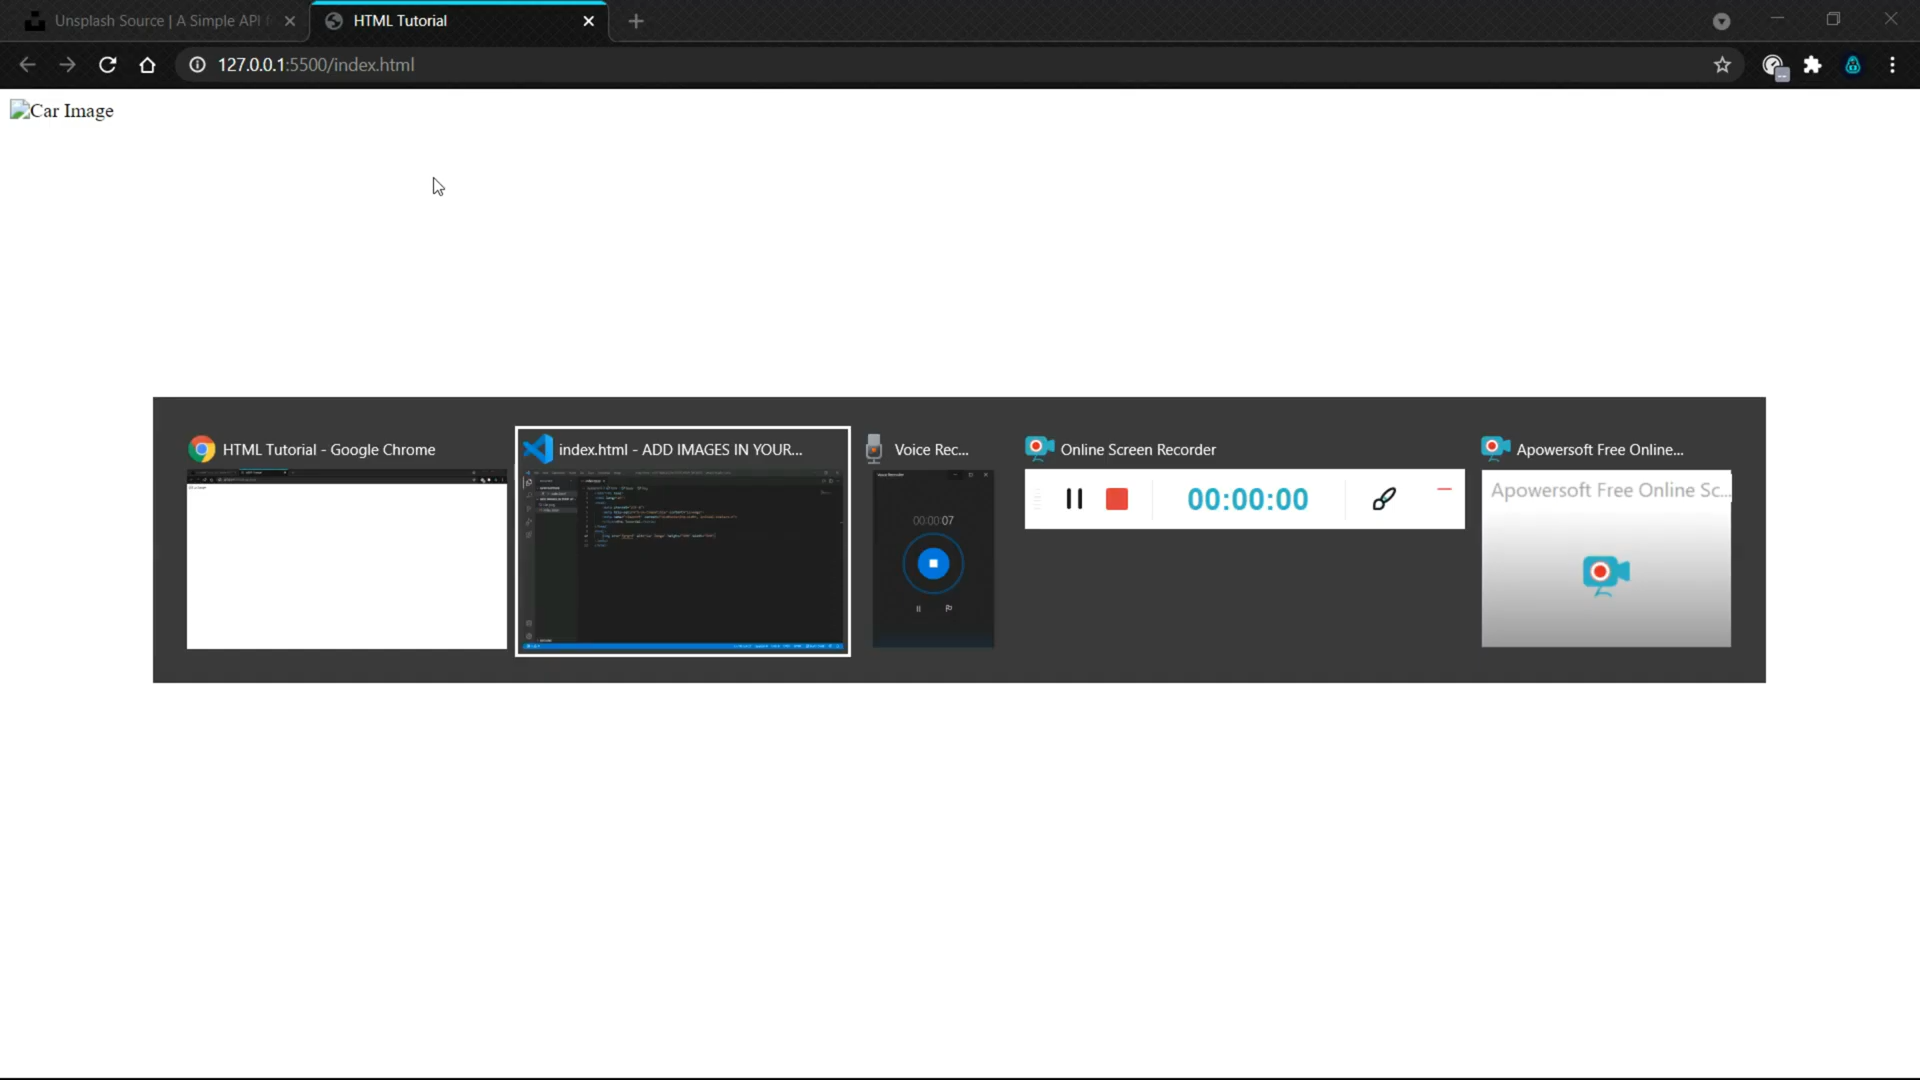 Unsplash Source | A Simple API f
HTML Tutorial
127.0.0.1:5500/index.html
Car Image
HTML Tutorial - Google Chrome
index.html - ADD IMAGES IN YOUR...
Voice Rec...
Online Screen Recorder
Apowersoft Free Online...
Voice Recorder
00:00:07
00:00:00
Apowersoft Free Online Sc...